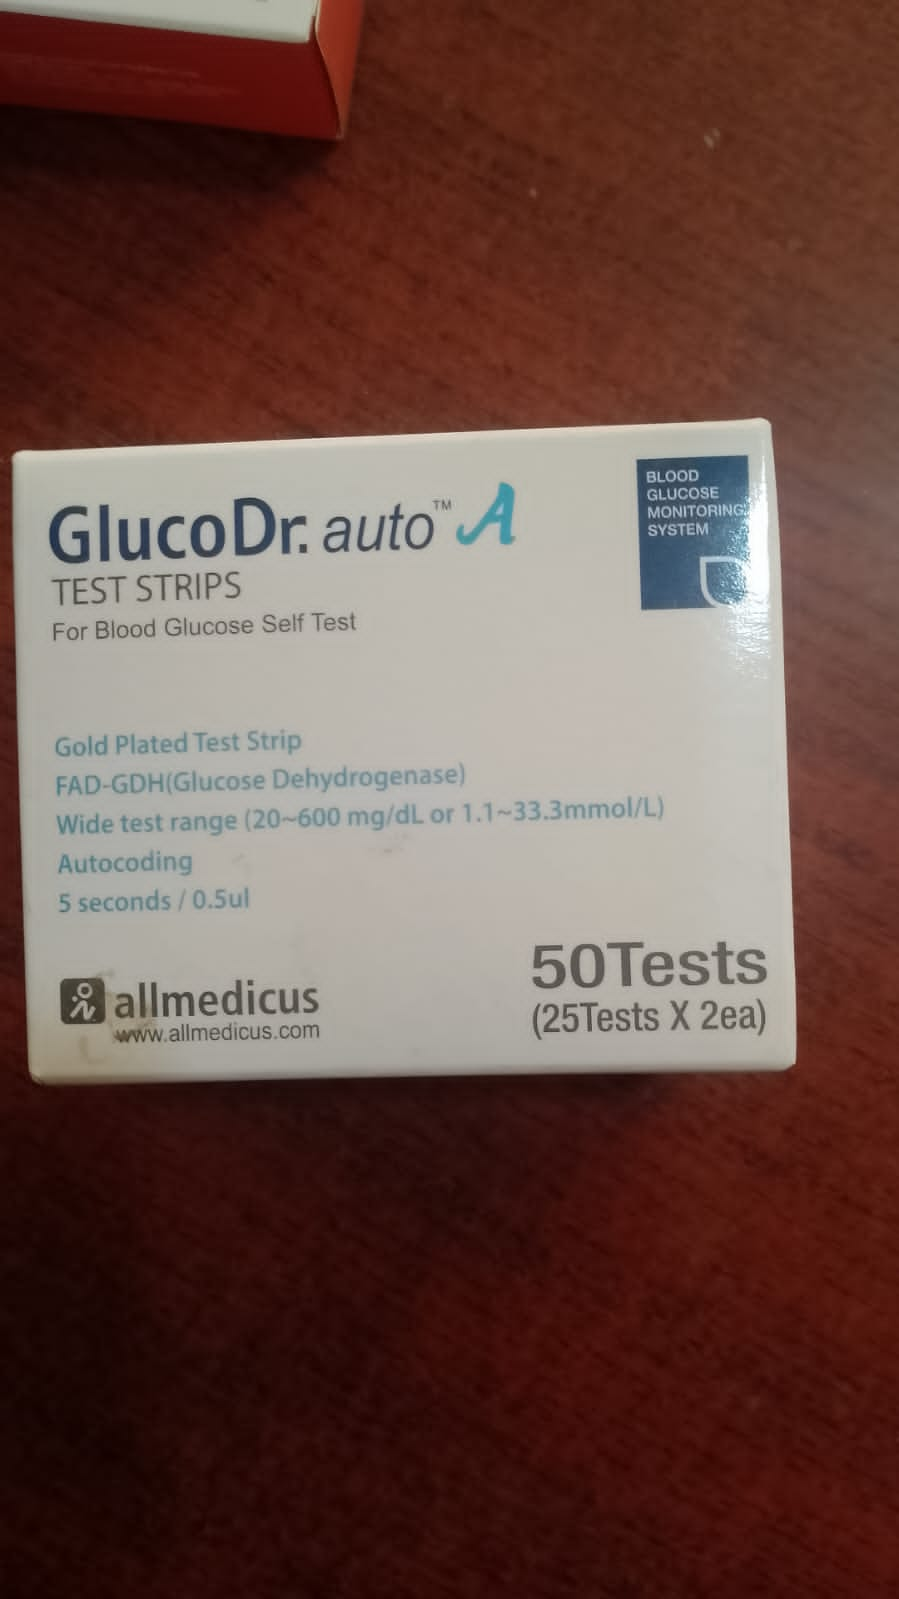 GlucoDr. auto™ A
TEST STRIPS
For Blood Glucose Self Test
BLOOD
GLUCOSE
MONITORING
SYSTEM
Gold Plated Test Strip
FAD-GDH(Glucose Dehydrogenase)
Wide test range (20~600 mg/dL or 1.1~33.3mmol/L)
Autocoding
5 seconds / 0.5ul
allmedicus
www.allmedicus.com
50Tests
(25Tests X 2ea)